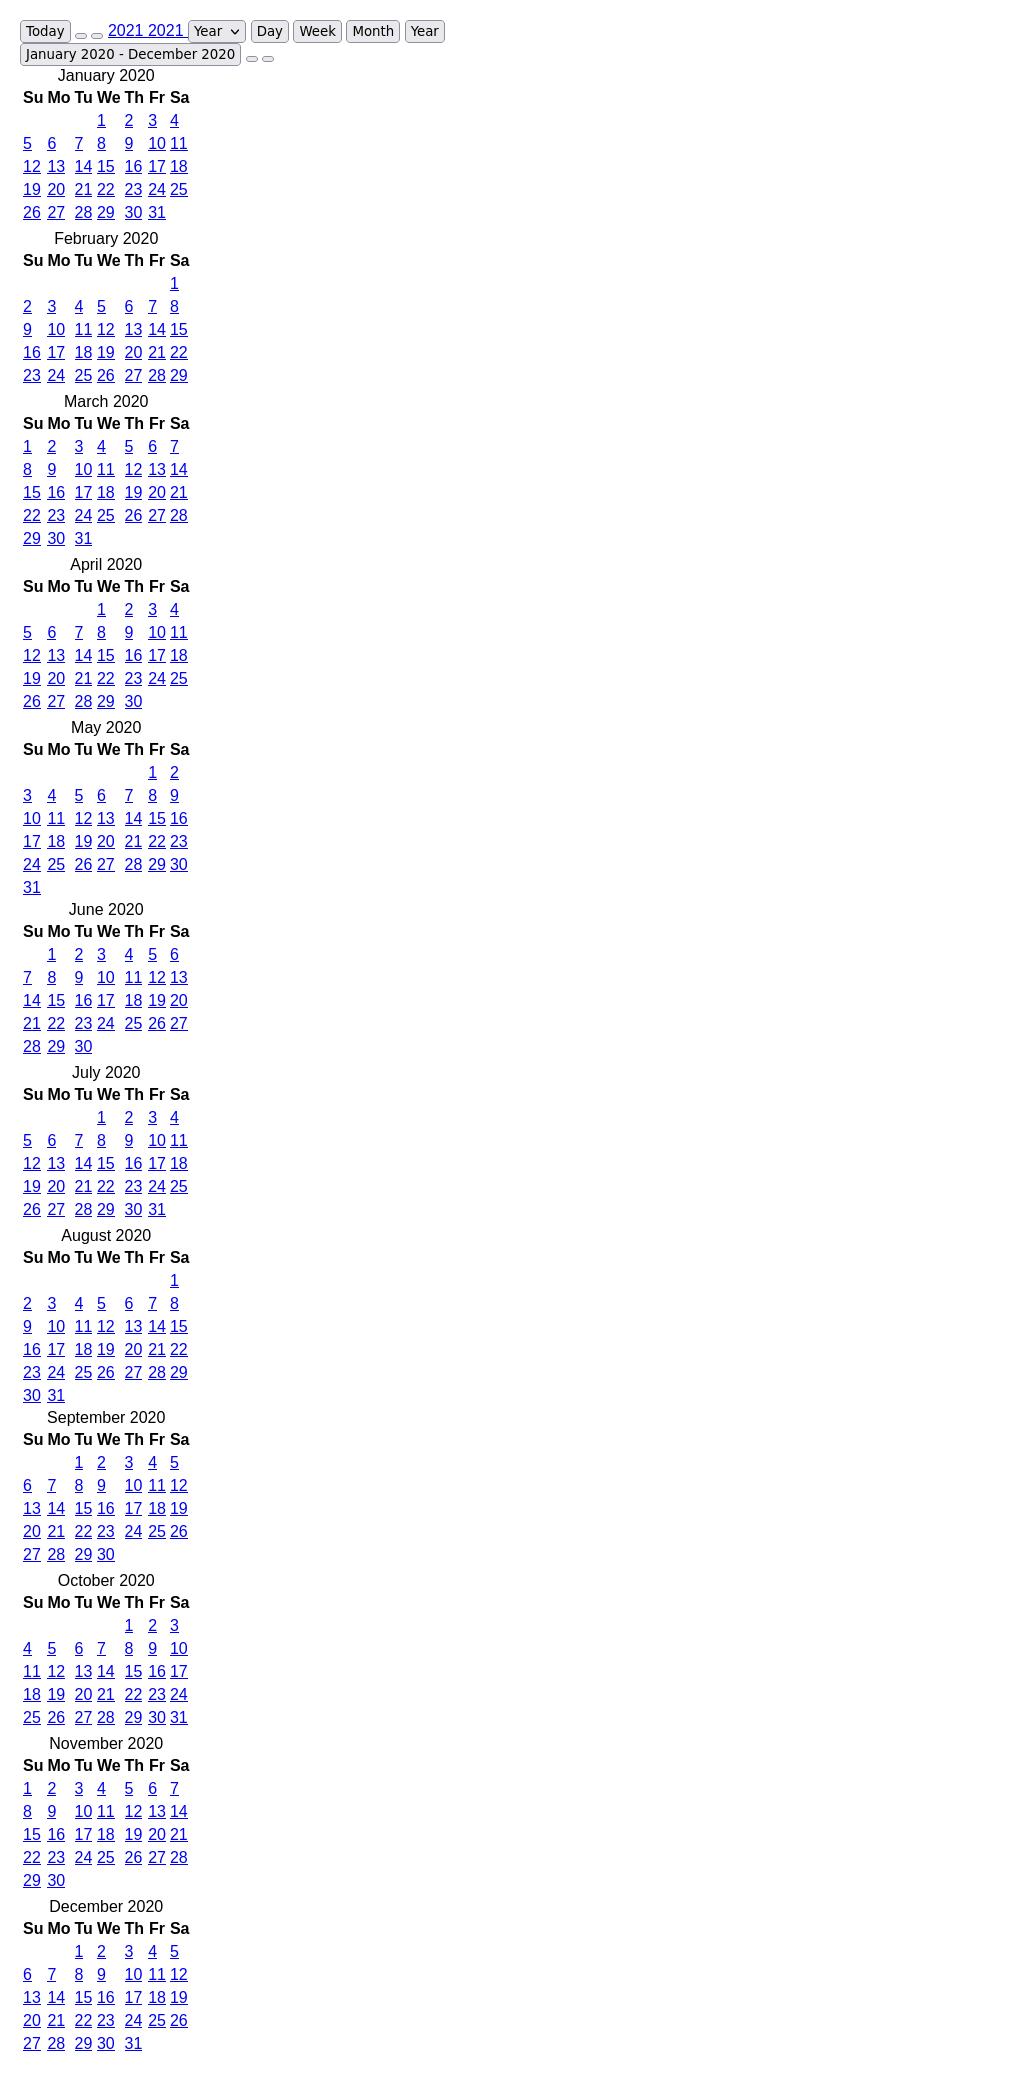 Today 2021 2021 Year Day Week Month Year
January 2020 - December 2020
January 2020
Su Mo Tu We Th Fr Sa
1 2 3 4
5 6 7 8 9 10 11
12 13 14 15 16 17 18
19 20 21 22 23 24 25
26 27 28 29 30 31
February 2020
Su Mo Tu We Th Fr Sa
1
2 3 4 5 6 7 8
9 10 11 12 13 14 15
16 17 18 19 20 21 22
23 24 25 26 27 28 29
March 2020
Su Mo Tu We Th Fr Sa
1 2 3 4 5 6 7
8 9 10 11 12 13 14
15 16 17 18 19 20 21
22 23 24 25 26 27 28
29 30 31
April 2020
Su Mo Tu We Th Fr Sa
1 2 3 4
5 6 7 8 9 10 11
12 13 14 15 16 17 18
19 20 21 22 23 24 25
26 27 28 29 30
May 2020
Su Mo Tu We Th Fr Sa
1 2
3 4 5 6 7 8 9
10 11 12 13 14 15 16
17 18 19 20 21 22 23
24 25 26 27 28 29 30
31
June 2020
Su Mo Tu We Th Fr Sa
1 2 3 4 5 6
7 8 9 10 11 12 13
14 15 16 17 18 19 20
21 22 23 24 25 26 27
28 29 30
July 2020
Su Mo Tu We Th Fr Sa
1 2 3 4
5 6 7 8 9 10 11
12 13 14 15 16 17 18
19 20 21 22 23 24 25
26 27 28 29 30 31
August 2020
Su Mo Tu We Th Fr Sa
1
2 3 4 5 6 7 8
9 10 11 12 13 14 15
16 17 18 19 20 21 22
23 24 25 26 27 28 29
30 31
September 2020
Su Mo Tu We Th Fr Sa
1 2 3 4 5
6 7 8 9 10 11 12
13 14 15 16 17 18 19
20 21 22 23 24 25 26
27 28 29 30
October 2020
Su Mo Tu We Th Fr Sa
1 2 3
4 5 6 7 8 9 10
11 12 13 14 15 16 17
18 19 20 21 22 23 24
25 26 27 28 29 30 31
November 2020
Su Mo Tu We Th Fr Sa
1 2 3 4 5 6 7
8 9 10 11 12 13 14
15 16 17 18 19 20 21
22 23 24 25 26 27 28
29 30
December 2020
Su Mo Tu We Th Fr Sa
1 2 3 4 5
6 7 8 9 10 11 12
13 14 15 16 17 18 19
20 21 22 23 24 25 26
27 28 29 30 31